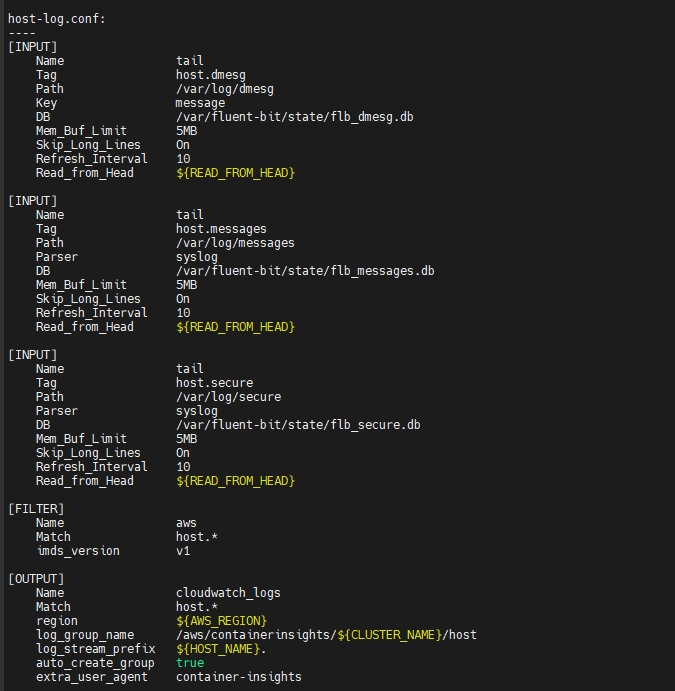 host-log.conf:
----
[INPUT]
    Name                tail
    Tag                 host.dmesg
    Path                /var/log/dmesg
    Key                 message
    DB                  /var/fluent-bit/state/flb_dmesg.db
    Mem_Buf_Limit       5MB
    Skip_Long_Lines     On
    Refresh_Interval    10
    Read_from_Head      ${READ_FROM_HEAD}

[INPUT]
    Name                tail
    Tag                 host.messages
    Path                /var/log/messages
    Parser              syslog
    DB                  /var/fluent-bit/state/flb_messages.db
    Mem_Buf_Limit       5MB
    Skip_Long_Lines     On
    Refresh_Interval    10
    Read_from_Head      ${READ_FROM_HEAD}

[INPUT]
    Name                tail
    Tag                 host.secure
    Path                /var/log/secure
    Parser              syslog
    DB                  /var/fluent-bit/state/flb_secure.db
    Mem_Buf_Limit       5MB
    Skip_Long_Lines     On
    Refresh_Interval    10
    Read_from_Head      ${READ_FROM_HEAD}

[FILTER]
    Name                aws
    Match               host.*
    imds_version        v1

[OUTPUT]
    Name                cloudwatch_logs
    Match               host.*
    region              ${AWS_REGION}
    log_group_name      /aws/containerinsights/${CLUSTER_NAME}/host
    log_stream_prefix   ${HOST_NAME}.
    auto_create_group   true
    extra_user_agent    container-insights